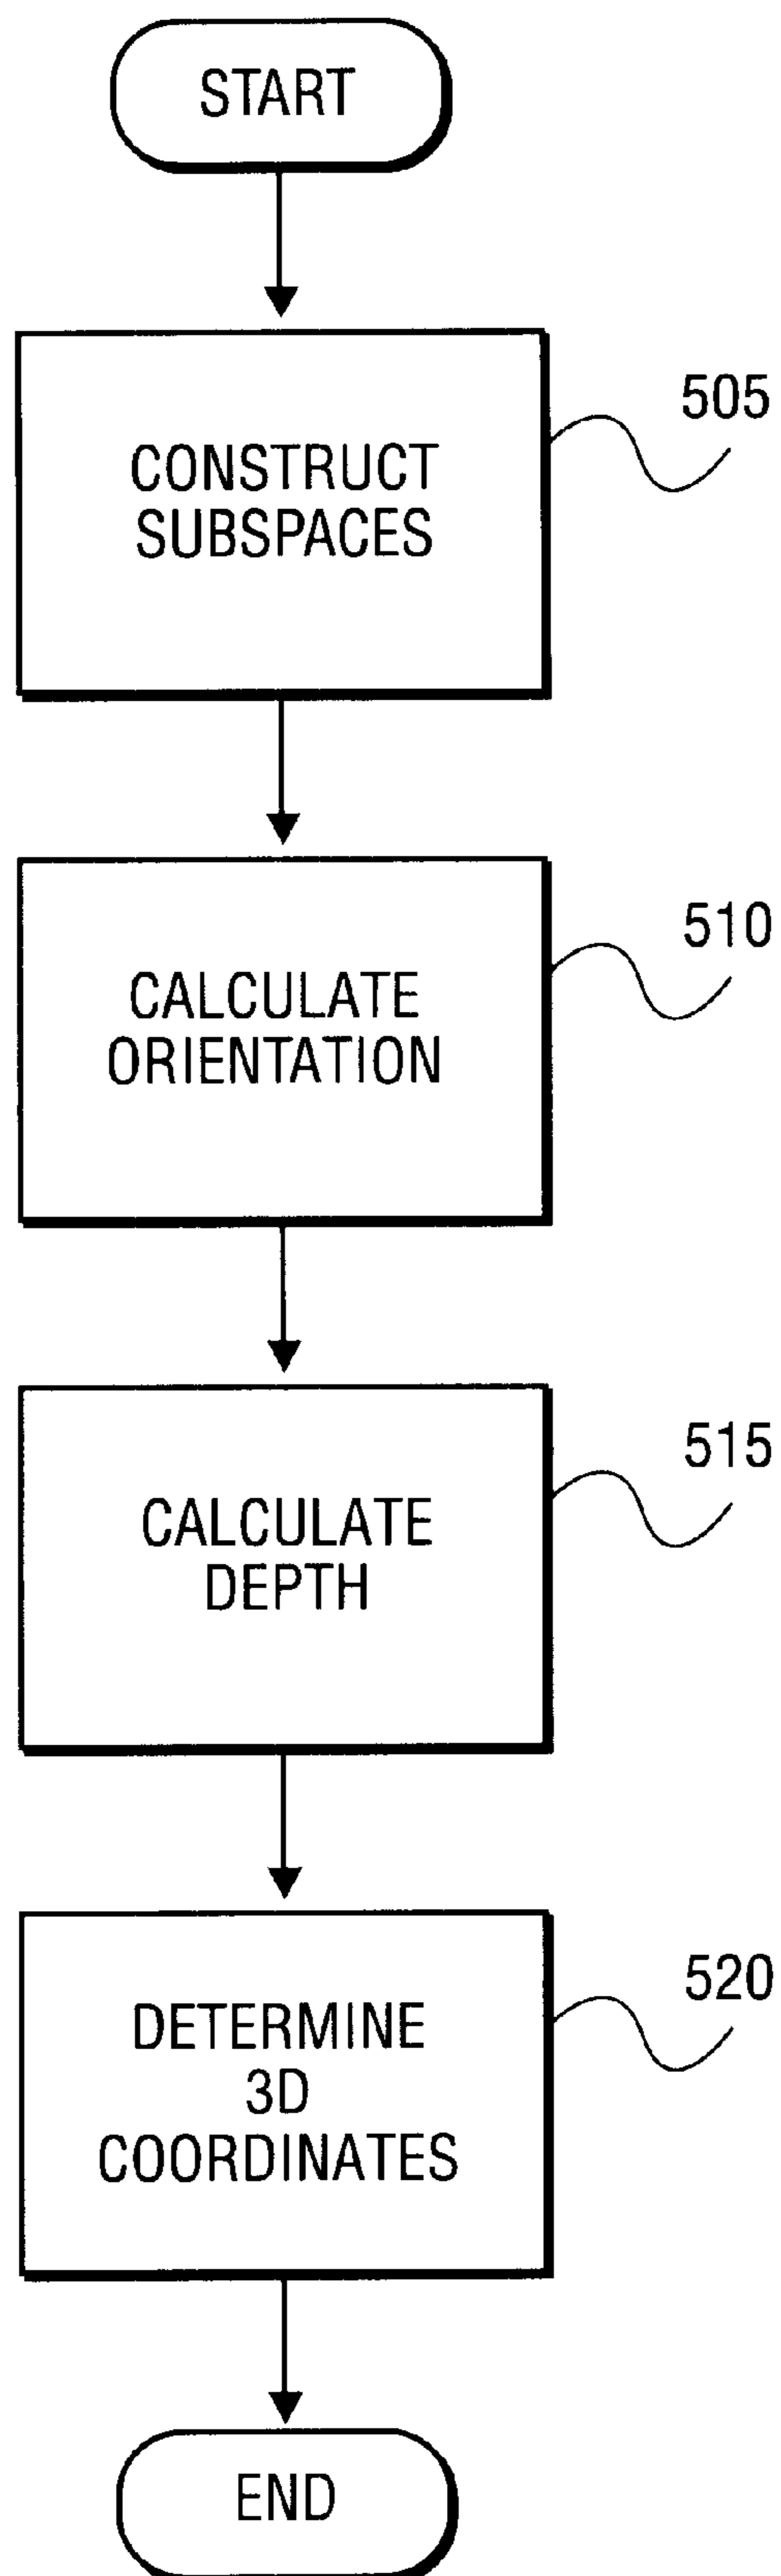 START
505
CONSTRUCT
SUBSPACES
510
CALCULATE
ORIENTATION
515
CALCULATE
DEPTH
520
DETERMINE
3D
COORDINATES
END